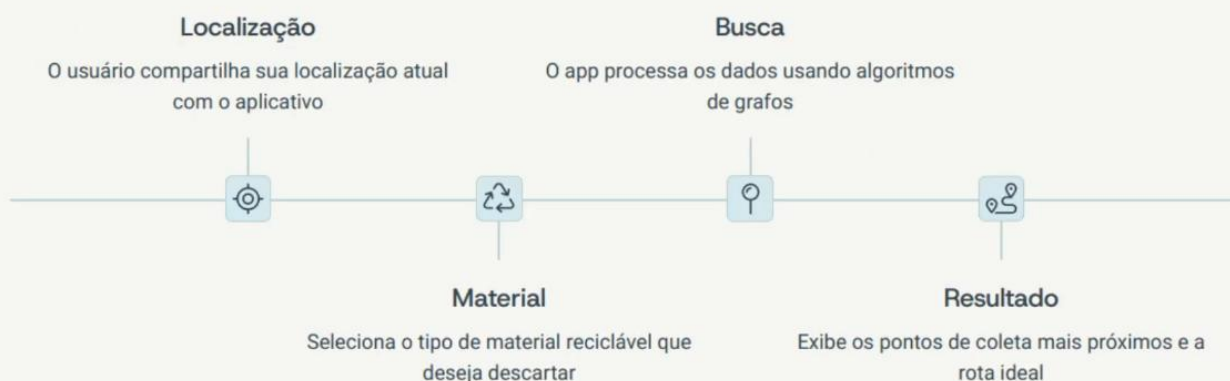 Localização
O usuário compartilha sua localização atual
com o aplicativo
Busca
O app processa os dados usando algoritmos
de grafos
Material
Seleciona o tipo de material reciclável que
deseja descartar
Resultado
Exibe os pontos de coleta mais próximos e a
rota ideal